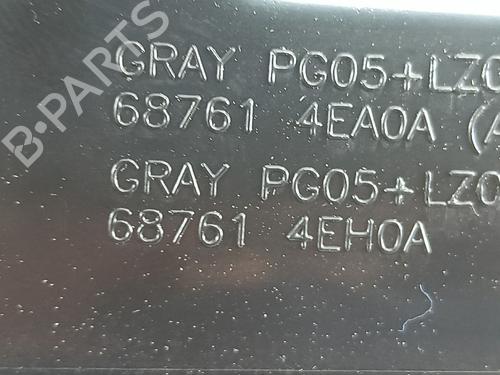 GRAY PG05+LZ0
68761 4EA0A (A
GRAY PG05+LZ0
68761 4EH0A
B-PARTS